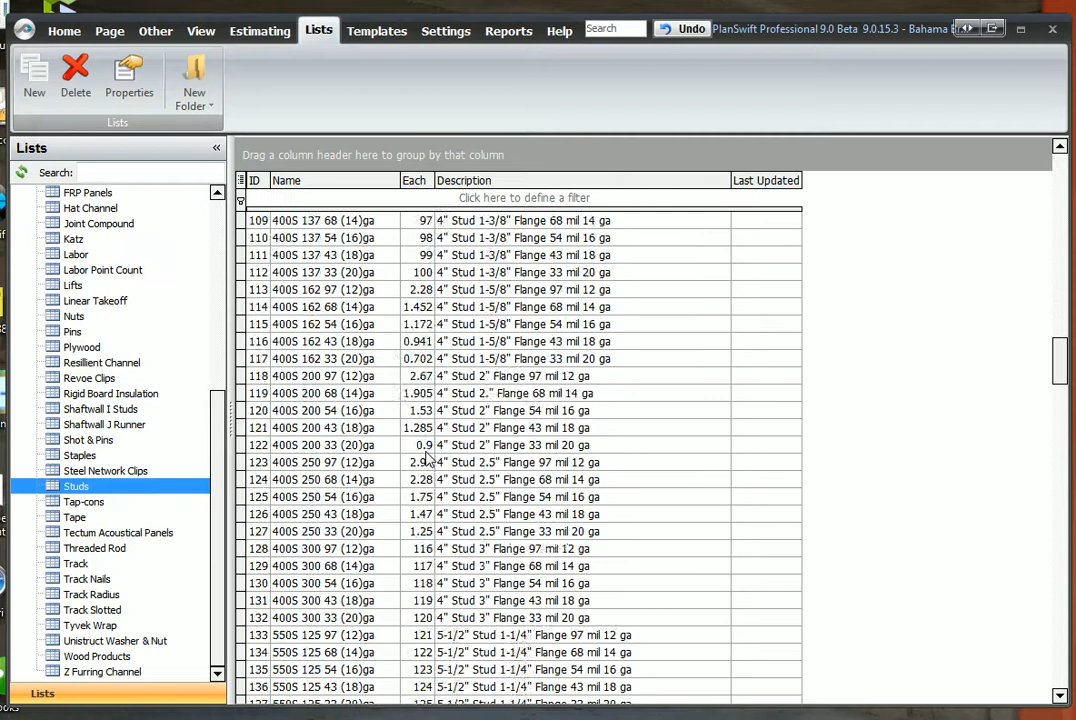 Home Page Other View Estimating Lists Templates Settings Reports Help Search Undo PlanSwift Professional 9.0 Beta 9.0.15.3 - Bahama
New Delete Properties New Folder
Lists
Lists «
Search:
FRP Panels
Hat Channel
Joint Compound
Katz
Labor
Labor Point Count
Lifts
Linear Takeoff
Nuts
Pins
Plywood
Resillient Channel
Revoe Clips
Rigid Board Insulation
Shaftwall I Studs
Shaftwall J Runner
Shot & Pins
Staples
Steel Network Clips
Studs
Tap-cons
Tape
Tectum Acoustical Panels
Threaded Rod
Track
Track Nails
Track Radius
Track Slotted
Tyvek Wrap
Unistruct Washer & Nut
Wood Products
Z Furring Channel
Lists
Drag a column header here to group by that column
ID Name Each Description Last Updated
Click here to define a filter
109 400S 137 68 (14)ga 97 4" Stud 1-3/8" Flange 68 mil 14 ga
110 400S 137 54 (16)ga 98 4" Stud 1-3/8" Flange 54 mil 16 ga
111 400S 137 43 (18)ga 99 4" Stud 1-3/8" Flange 43 mil 18 ga
112 400S 137 33 (20)ga 100 4" Stud 1-3/8" Flange 33 mil 20 ga
113 400S 162 97 (12)ga 2.28 4" Stud 1-5/8" Flange 97 mil 12 ga
114 400S 162 68 (14)ga 1.452 4" Stud 1-5/8" Flange 68 mil 14 ga
115 400S 162 54 (16)ga 1.172 4" Stud 1-5/8" Flange 54 mil 16 ga
116 400S 162 43 (18)ga 0.941 4" Stud 1-5/8" Flange 43 mil 18 ga
117 400S 162 33 (20)ga 0.702 4" Stud 1-5/8" Flange 33 mil 20 ga
118 400S 200 97 (12)ga 2.67 4" Stud 2" Flange 97 mil 12 ga
119 400S 200 68 (14)ga 1.905 4" Stud 2." Flange 68 mil 14 ga
120 400S 200 54 (16)ga 1.53 4" Stud 2" Flange 54 mil 16 ga
121 400S 200 43 (18)ga 1.285 4" Stud 2" Flange 43 mil 18 ga
122 400S 200 33 (20)ga 0.9 4" Stud 2" Flange 33 mil 20 ga
123 400S 250 97 (12)ga 4" Stud 2.5" Flange 97 mil 12 ga
124 400S 250 68 (14)ga 2.28 4" Stud 2.5" Flange 68 mil 14 ga
125 400S 250 54 (16)ga 1.75 4" Stud 2.5" Flange 54 mil 16 ga
126 400S 250 43 (18)ga 1.47 4" Stud 2.5" Flange 43 mil 18 ga
127 400S 250 33 (20)ga 1.25 4" Stud 2.5" Flange 33 mil 20 ga
128 400S 300 97 (12)ga 116 4" Stud 3" Flange 97 mil 12 ga
129 400S 300 68 (14)ga 117 4" Stud 3" Flange 68 mil 14 ga
130 400S 300 54 (16)ga 118 4" Stud 3" Flange 54 mil 16 ga
131 400S 300 43 (18)ga 119 4" Stud 3" Flange 43 mil 18 ga
132 400S 300 33 (20)ga 120 4" Stud 3" Flange 33 mil 20 ga
133 550S 125 97 (12)ga 121 5-1/2" Stud 1-1/4" Flange 97 mil 12 ga
134 550S 125 68 (14)ga 122 5-1/2" Stud 1-1/4" Flange 68 mil 14 ga
135 550S 125 54 (16)ga 123 5-1/2" Stud 1-1/4" Flange 54 mil 16 ga
136 550S 125 43 (18)ga 124 5-1/2" Stud 1-1/4" Flange 43 mil 18 ga